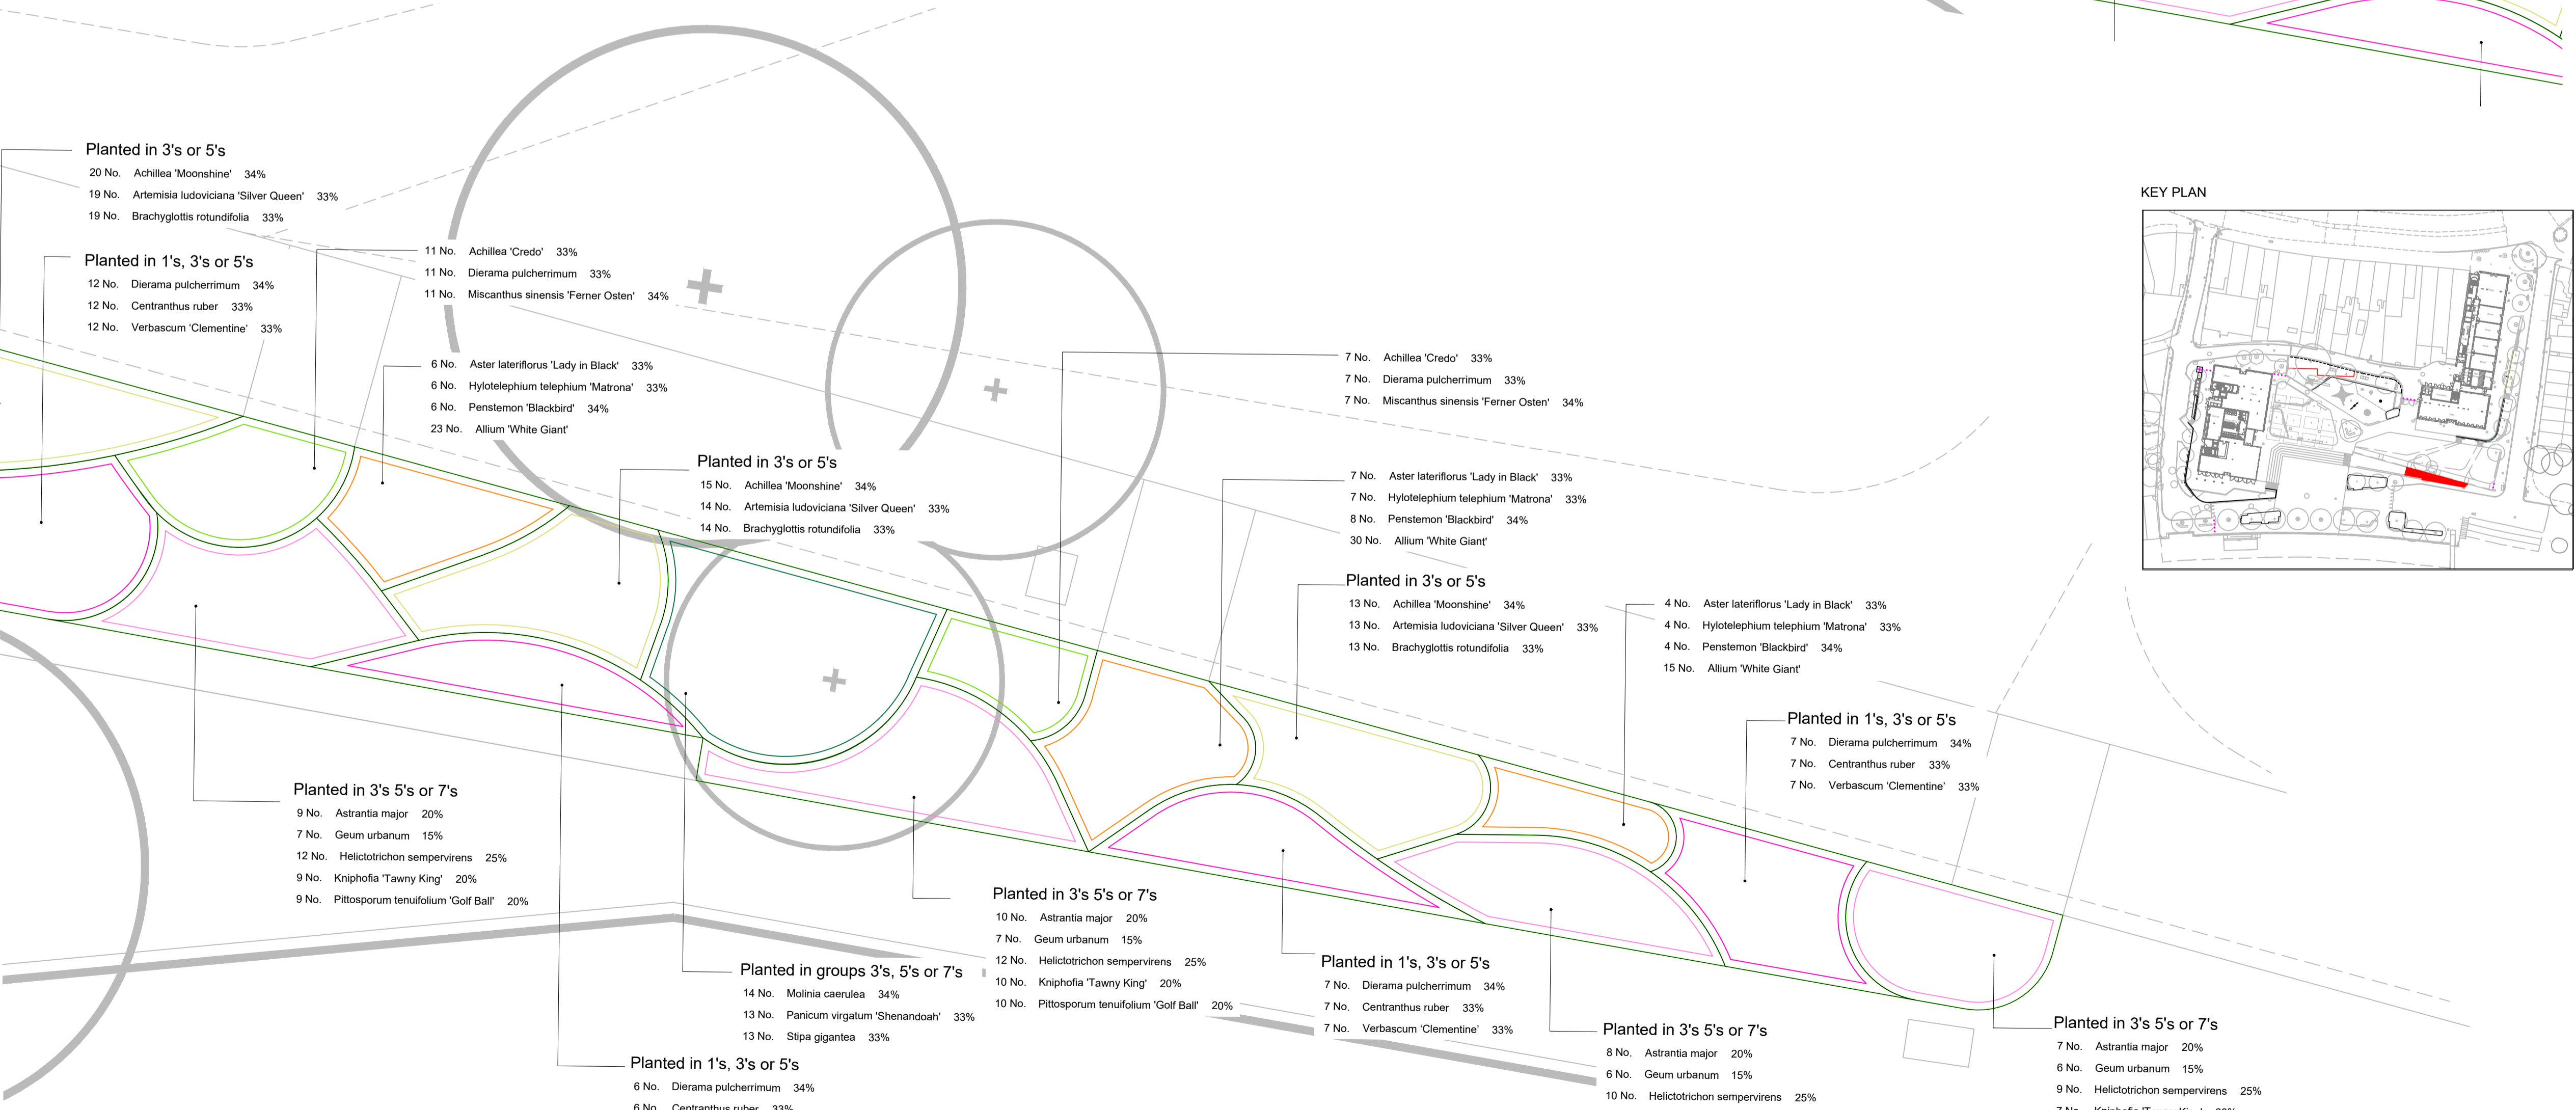 Planted in 3's or 5's
20 No. Achillea 'Moonshine' 34%
19 No. Artemisia ludoviciana 'Silver Queen' 33%
19 No. Brachyglottis rotundifolia 33%
Planted in 1's, 3's or 5's
12 No. Dierama pulcherrimum 34%
12 No. Centranthus ruber 33%
12 No. Verbascum ‘Clementine’ 33%
11 No. Achillea 'Credo' 33%
11 No. Dierama pulcherrimum 33%
11 No. Miscanthus sinensis 'Ferner Osten' 34%
6 No. Aster lateriflorus 'Lady in Black' 33%
6 No. Hylotelephium telephium 'Matrona' 33%
6 No. Penstemon 'Blackbird' 34%
23 No. Allium 'White Giant'
Planted in 3's or 5's
15 No. Achillea 'Moonshine' 34%
14 No. Artemisia ludoviciana 'Silver Queen' 33%
14 No. Brachyglottis rotundifolia 33%
7 No. Achillea 'Credo' 33%
7 No. Dierama pulcherrimum 33%
7 No. Miscanthus sinensis 'Ferner Osten' 34%
7 No. Aster lateriflorus 'Lady in Black' 33%
7 No. Hylotelephium telephium 'Matrona' 33%
8 No. Penstemon 'Blackbird' 34%
30 No. Allium 'White Giant'
Planted in 3's or 5's
13 No. Achillea 'Moonshine' 34%
13 No. Artemisia ludoviciana 'Silver Queen' 33%
13 No. Brachyglottis rotundifolia 33%
4 No. Aster lateriflorus 'Lady in Black' 33%
4 No. Hylotelephium telephium 'Matrona' 33%
4 No. Penstemon 'Blackbird' 34%
15 No. Allium 'White Giant'
Planted in 1's, 3's or 5's
7 No. Dierama pulcherrimum 34%
7 No. Centranthus ruber 33%
7 No. Verbascum ‘Clementine’ 33%
KEY PLAN
Planted in 3's 5's or 7's
9 No. Astrantia major 20%
7 No. Geum urbanum 15%
12 No. Helictotrichon sempervirens 25%
9 No. Kniphofia 'Tawny King' 20%
9 No. Pittosporum tenuifolium 'Golf Ball' 20%
Planted in groups 3's, 5's or 7's
14 No. Molinia caerulea 34%
13 No. Panicum virgatum 'Shenandoah' 33%
13 No. Stipa gigantea 33%
Planted in 1's, 3's or 5's
6 No. Dierama pulcherrimum 34%
6 No. Centranthus ruber 33%
Planted in 3's 5's or 7's
10 No. Astrantia major 20%
7 No. Geum urbanum 15%
12 No. Helictotrichon sempervirens 25%
10 No. Kniphofia 'Tawny King' 20%
10 No. Pittosporum tenuifolium 'Golf Ball' 20%
Planted in 1's, 3's or 5's
7 No. Dierama pulcherrimum 34%
7 No. Centranthus ruber 33%
7 No. Verbascum ‘Clementine’ 33%
Planted in 3's 5's or 7's
8 No. Astrantia major 20%
6 No. Geum urbanum 15%
10 No. Helictotrichon sempervirens 25%
Planted in 3's 5's or 7's
7 No. Astrantia major 20%
6 No. Geum urbanum 15%
9 No. Helictotrichon sempervirens 25%
7 No. Kniphofia 'Tawny King' 20%